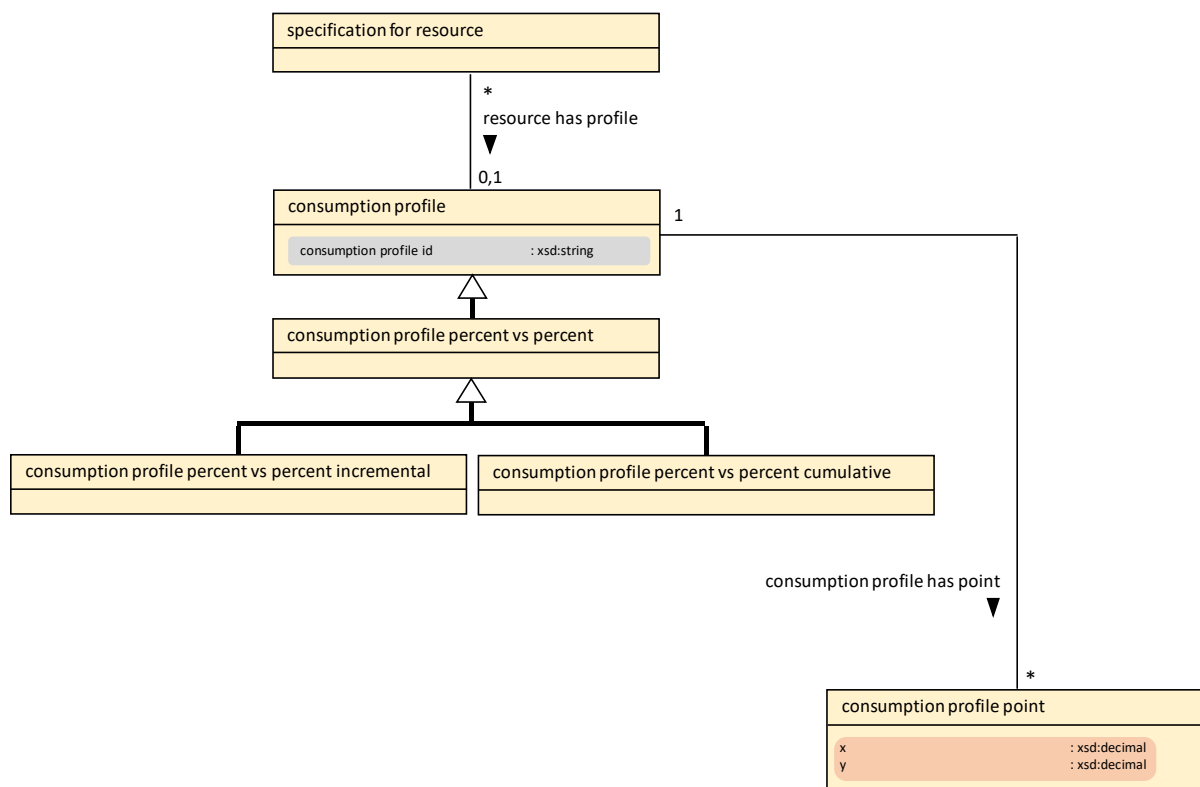 specification for resource
*
resource has profile
0,1
consumption profile
1
consumption profile id : xsd:string
consumption profile percent vs percent
consumption profile percent vs percent incremental
consumption profile percent vs percent cumulative
consumption profile has point
*
consumption profile point
x : xsd:decimal
y : xsd:decimal